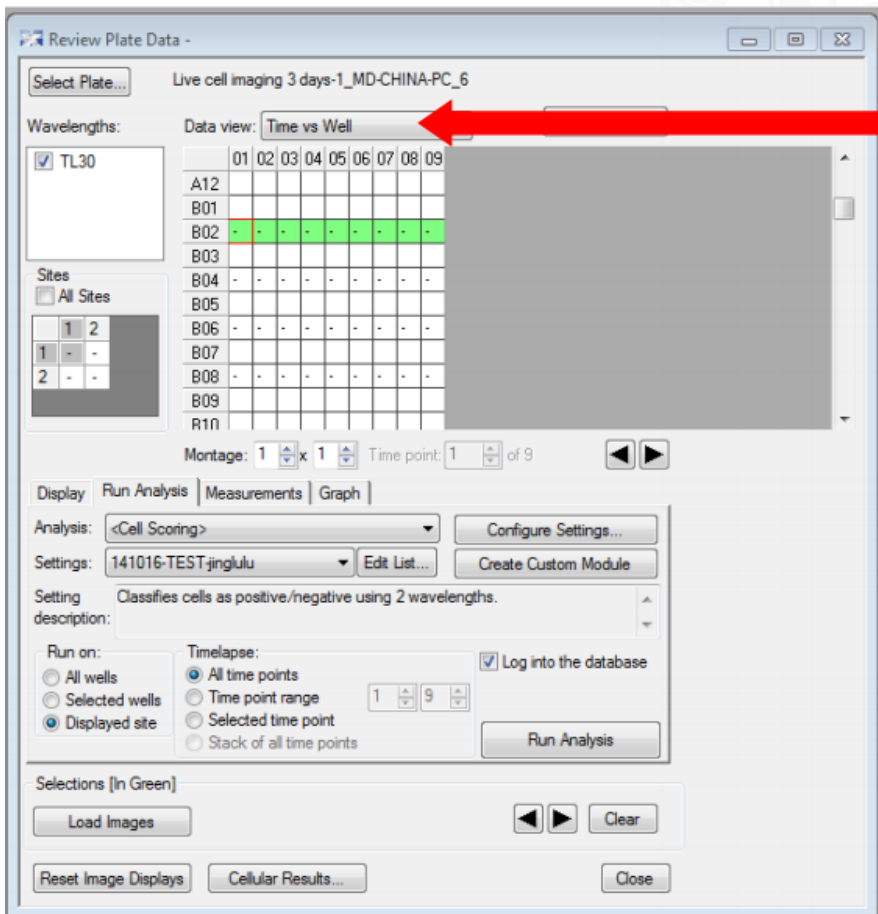 Review Plate Data -
Select Plate... Live cell imaging 3 days-1_MD-CHINA-PC_6
Wavelengths: Data view: Time vs Well
TL30
01 02 03 04 05 06 07 08 09
A12
B01
B02 - - - - - - - - -
B03
Sites
All Sites
B04 - - - - - - - - -
B05
1 2
B06 - - - - - - - - -
1 - -
B07
2 - -
B08 - - - - - - - - -
B09
B10
Montage: 1 x 1 Time point: 1 of 9
Display Run Analysis Measurements Graph
Analysis: <Cell Scoring> Configure Settings...
Settings: 141016-TEST-jinglulu Edit List... Create Custom Module
Setting description: Classifies cells as positive/negative using 2 wavelengths.
Run on: Timelapse: Log into the database
All wells All time points
Selected wells Time point range 1 9
Displayed site Selected time point
Stack of all time points Run Analysis
Selections [In Green]
Load Images Clear
Reset Image Displays Cellular Results... Close